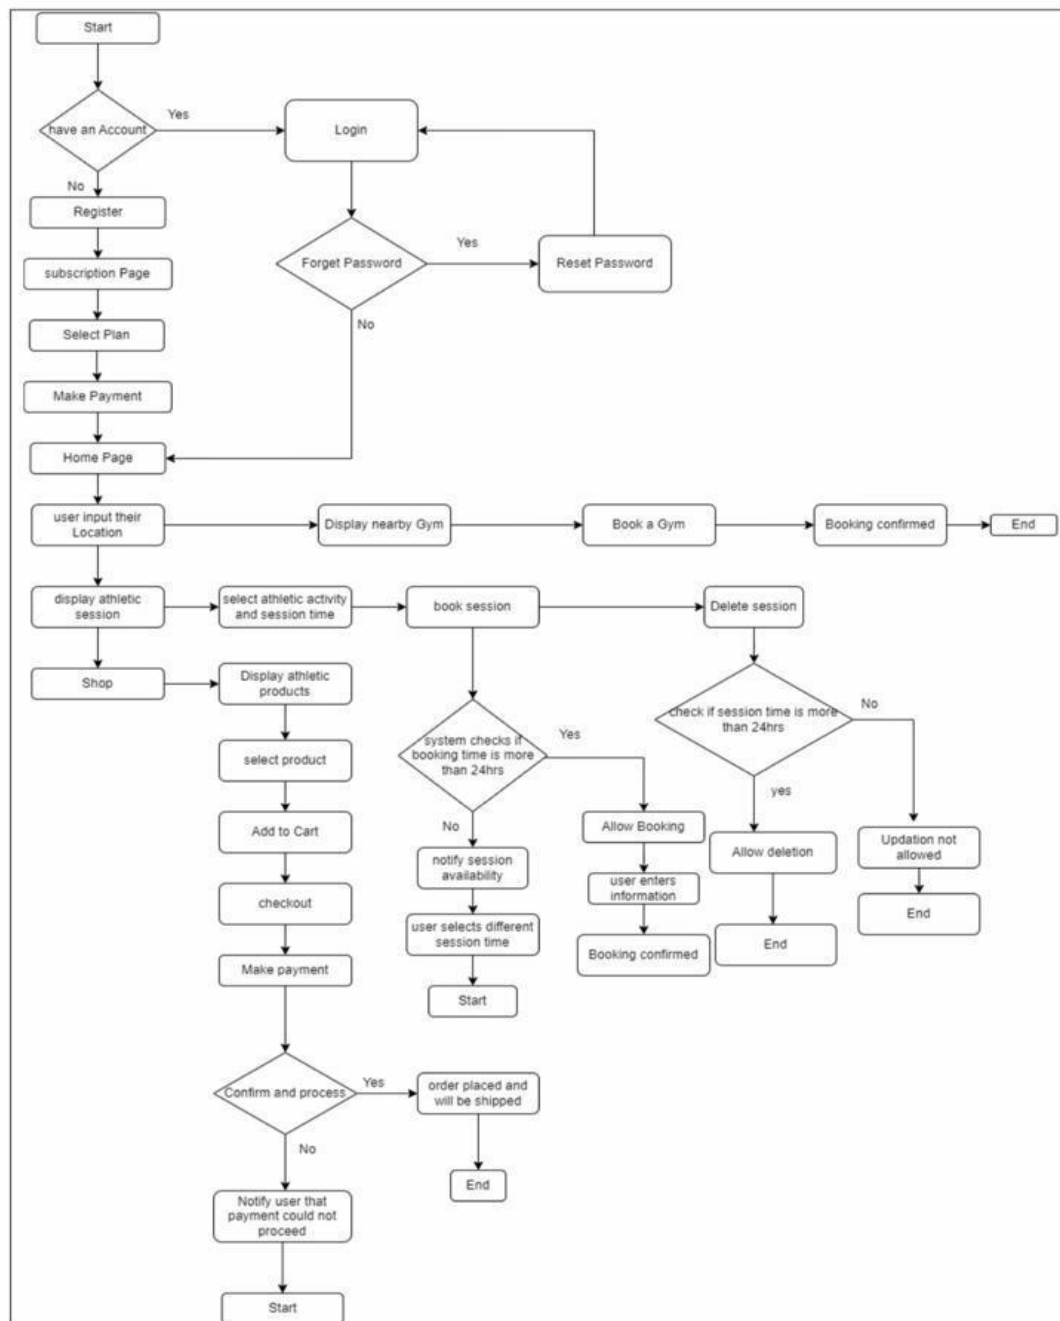 Start
have an Account
Yes
Login
No
Register
Forget Password
Yes
Reset Password
subscription Page
No
Select Plan
Make Payment
Home Page
user input their
Location
Display nearby Gym
Book a Gym
Booking confirmed
End
display athletic
session
select athletic activity
and session time
book session
Delete session
Shop
Display athletic
products
system checks if
booking time is more
than 24hrs
Yes
check if session time is more
than 24hrs
No
select product
yes
Add to Cart
No
Allow Booking
Allow deletion
Updation not
allowed
notify session
availability
user enters
information
checkout
user selects different
session time
Booking confirmed
End
End
Make payment
Start
Confirm and process
Yes
order placed and
will be shipped
No
End
Notify user that
payment could not
proceed
Start